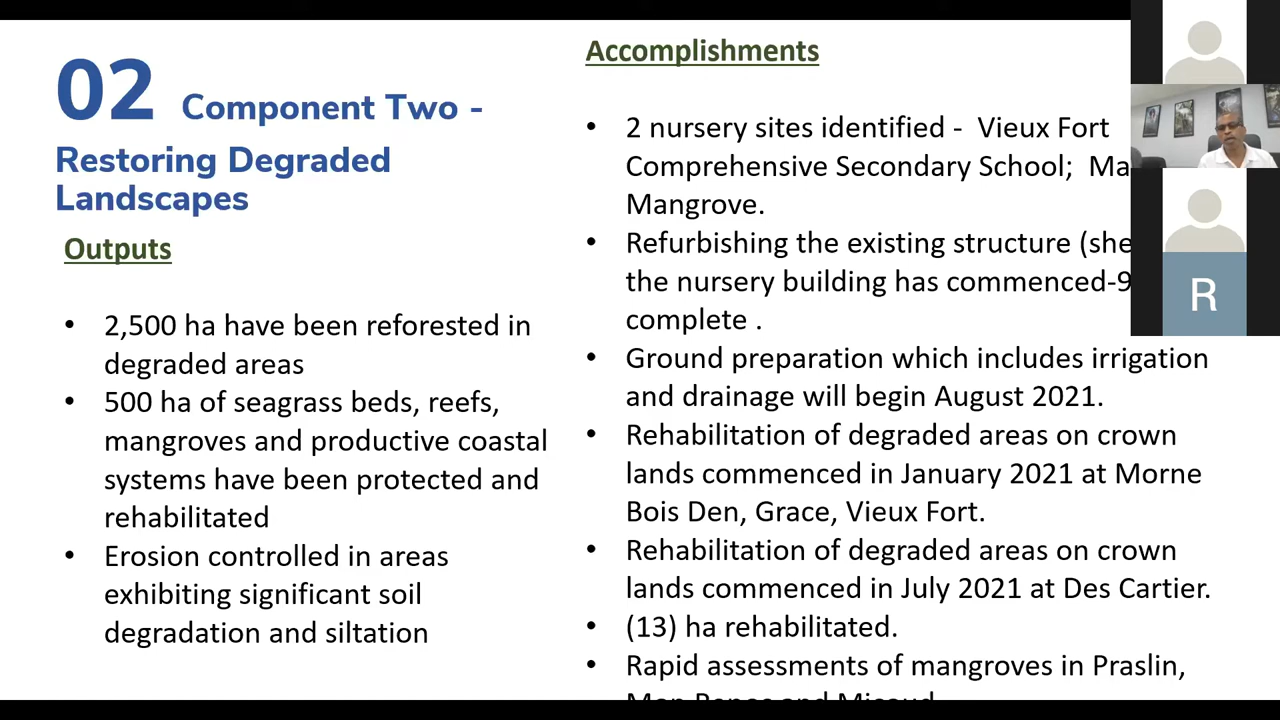 02 Component Two -
Restoring Degraded
Landscapes
Outputs
• 2,500 ha have been reforested in
degraded areas
• 500 ha of seagrass beds, reefs,
mangroves and productive coastal
systems have been protected and
rehabilitated
• Erosion controlled in areas
exhibiting significant soil
degradation and siltation
Accomplishments
• 2 nursery sites identified - Vieux Fort
Comprehensive Secondary School;
Mangrove.
• Refurbishing the existing structure
the nursery building has commenced-9
complete .
• Ground preparation which includes irrigation
and drainage will begin August 2021.
• Rehabilitation of degraded areas on crown
lands commenced in January 2021 at Morne
Bois Den, Grace, Vieux Fort.
• Rehabilitation of degraded areas on crown
lands commenced in July 2021 at Des Cartier.
• (13) ha rehabilitated.
• Rapid assessments of mangroves in Praslin,
R